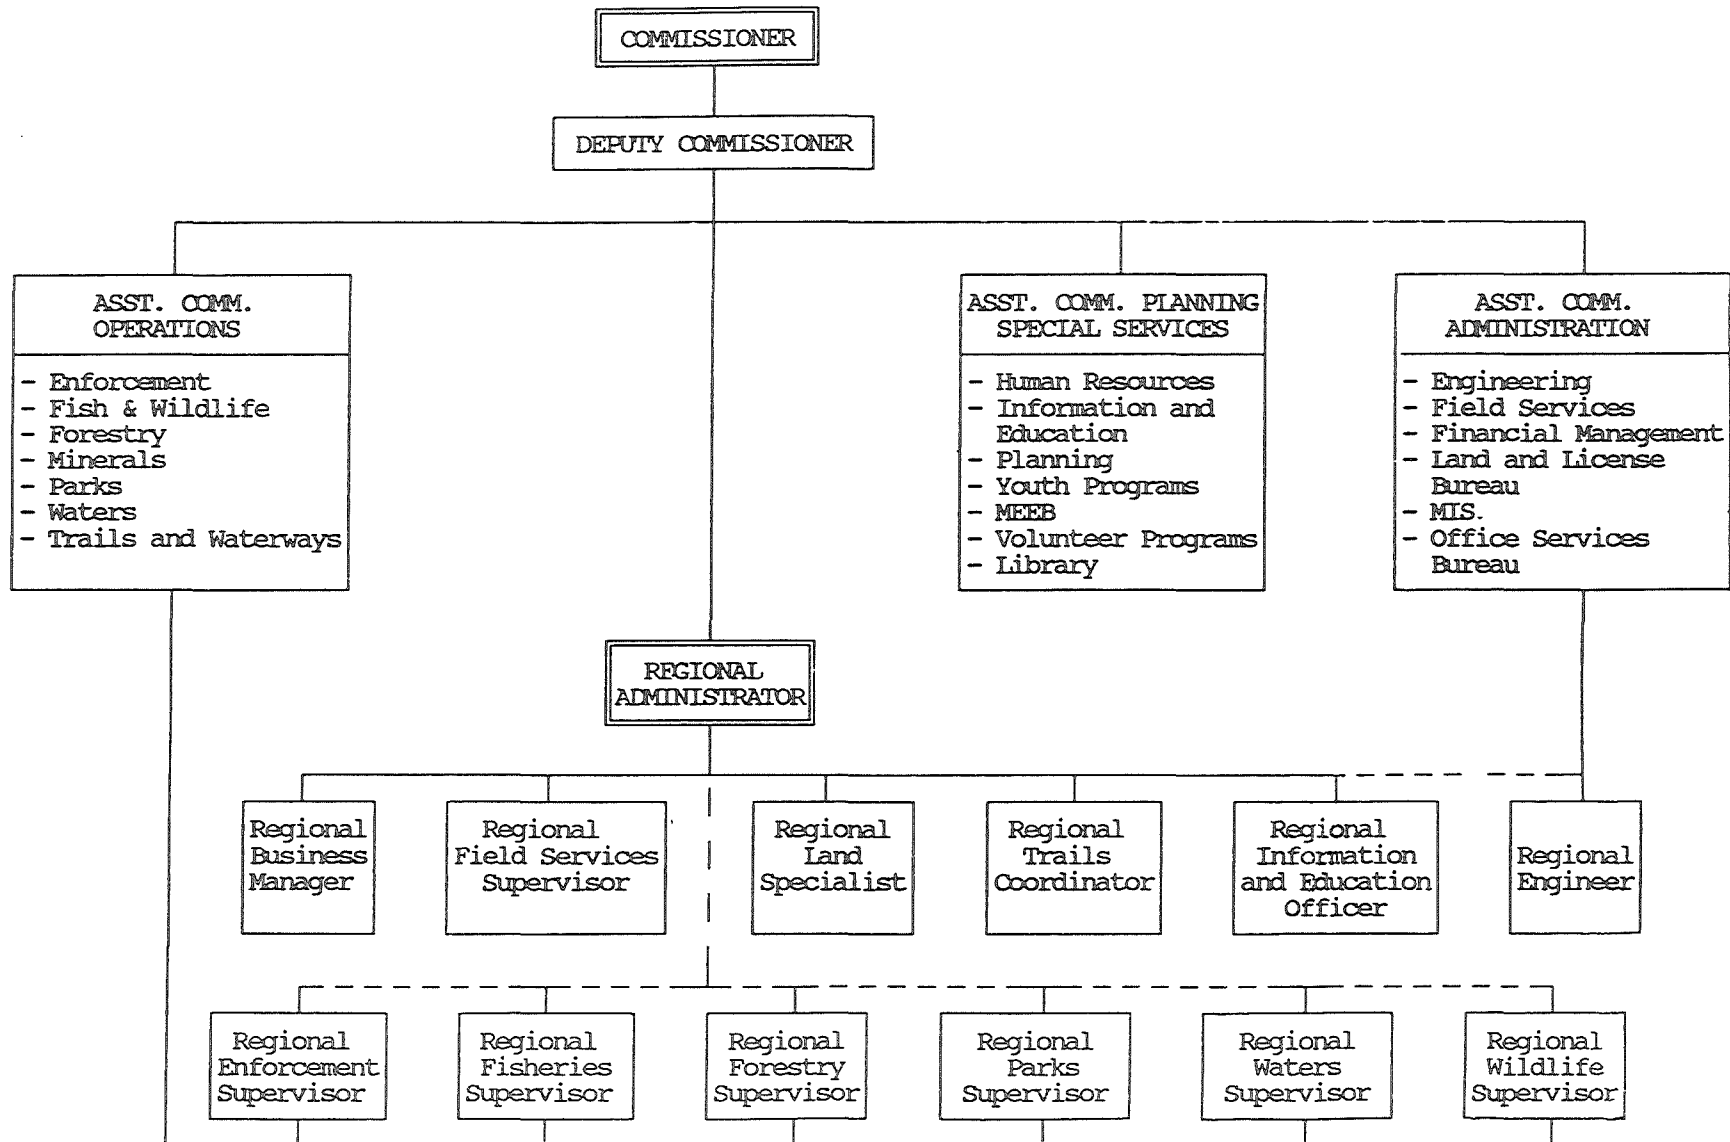 COMMISSIONER
DEPUTY COMMISSIONER
ASST. COMM.
OPERATIONS
- Enforcement
- Fish & Wildlife
- Forestry
- Minerals
- Parks
- Waters
- Trails and Waterways
ASST. COMM. PLANNING
SPECIAL SERVICES
- Human Resources
- Information and
Education
- Planning
- Youth Programs
- MEEB
- Volunteer Programs
- Library
ASST. COMM.
ADMINISTRATION
- Engineering
- Field Services
- Financial Management
- Land and License
Bureau
- MIS.
- Office Services
Bureau
REGIONAL
ADMINISTRATOR
Regional
Business
Manager
Regional
Field Services
Supervisor
Regional
Land
Specialist
Regional
Trails
Coordinator
Regional
Information
and Education
Officer
Regional
Engineer
Regional
Enforcement
Supervisor
Regional
Fisheries
Supervisor
Regional
Forestry
Supervisor
Regional
Parks
Supervisor
Regional
Waters
Supervisor
Regional
Wildlife
Supervisor